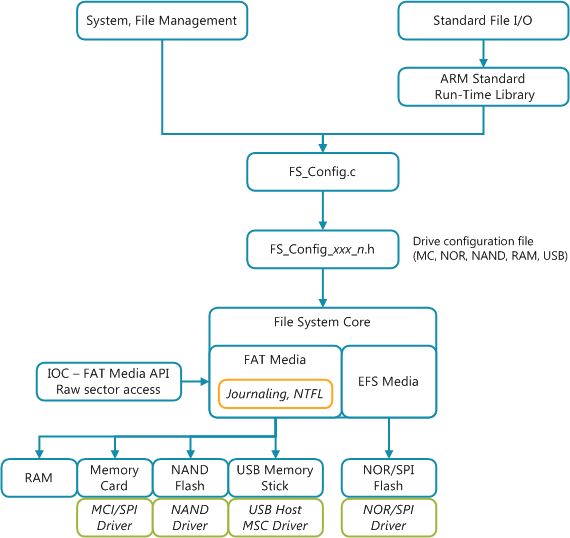 System, File Management
Standard File I/O
ARM Standard
Run-Time Library
FS_Config.c
FS_Config_xxx_n.h
Drive configuration file
(MC, NOR, NAND, RAM, USB)
File System Core
FAT Media
Journaling, NTFL
EFS Media
IOC – FAT Media API
Raw sector access
RAM
Memory
Card
NAND
Flash
USB Memory
Stick
NOR/SPI
Flash
MCI/SPI
Driver
NAND
Driver
USB Host
MSC Driver
NOR/SPI
Driver